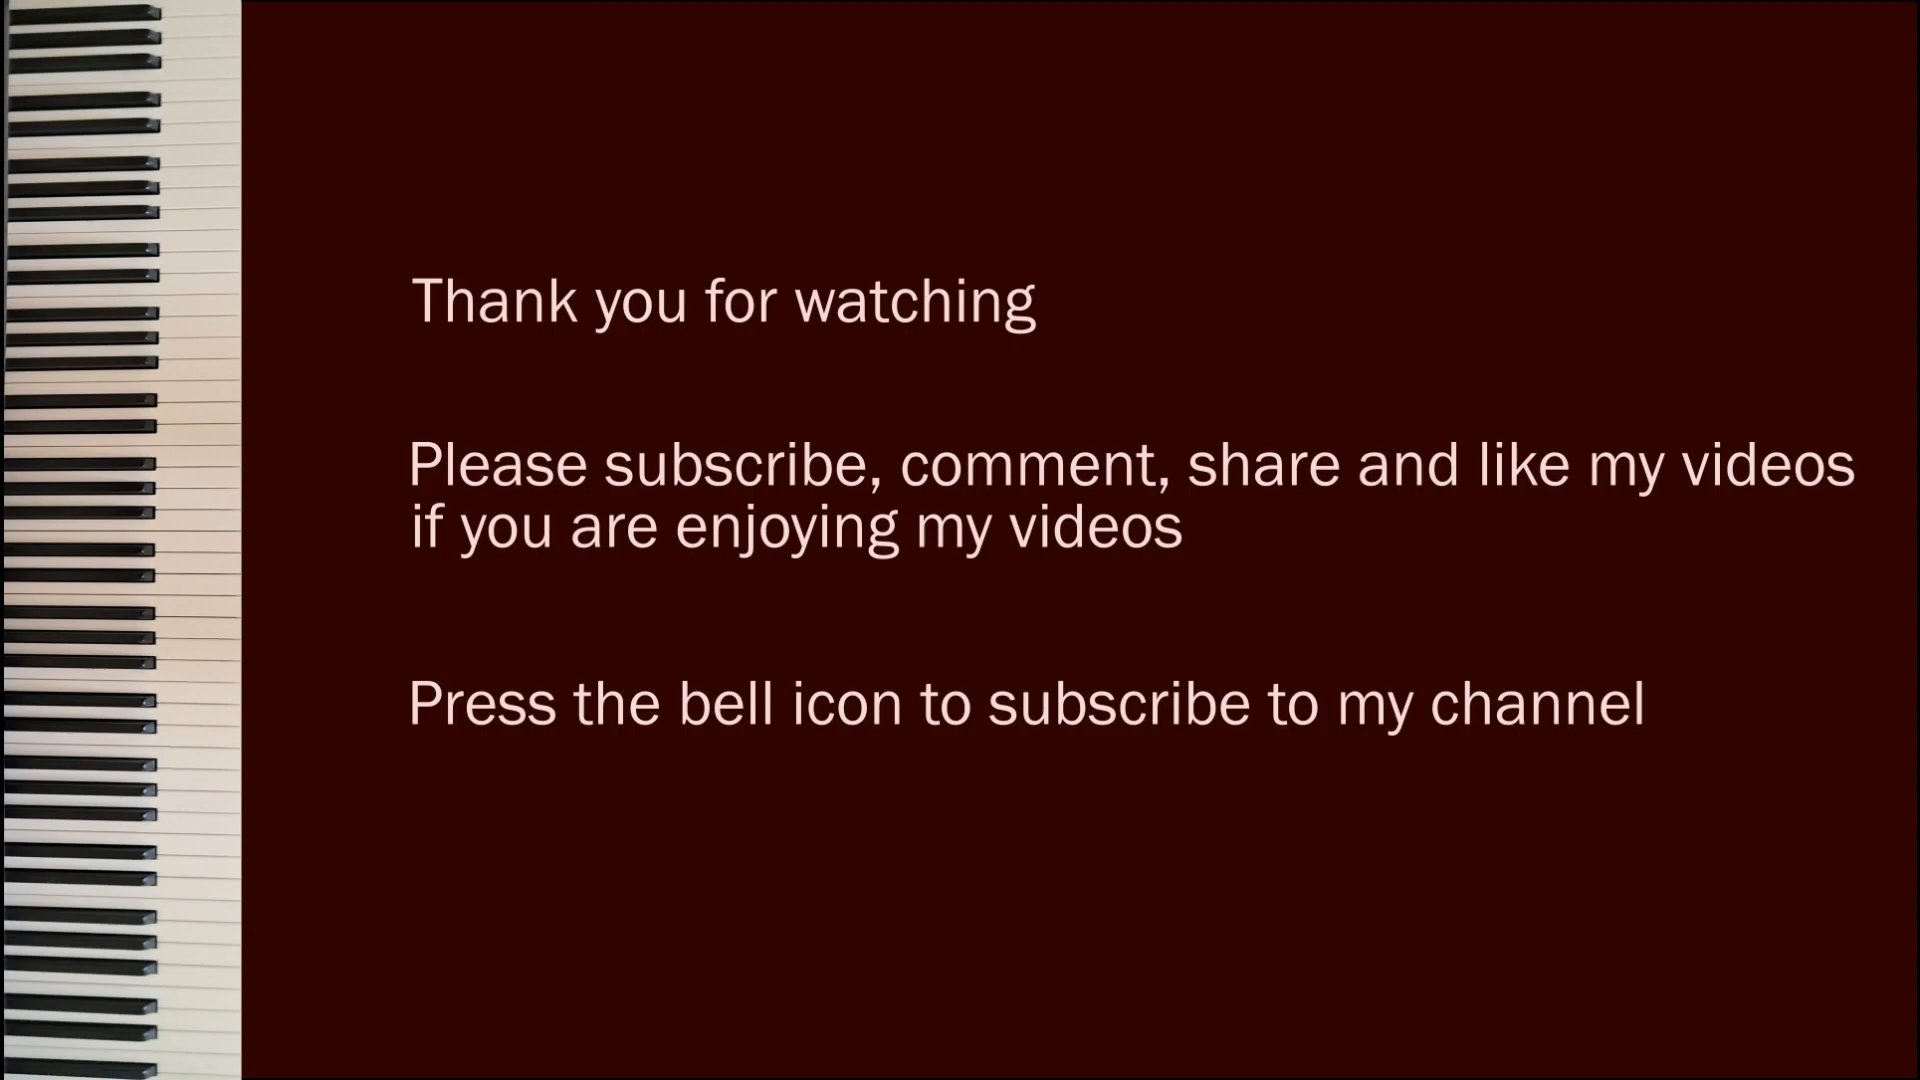 Thank you for watching
Please subscribe, comment, share and like my videos
if you are enjoying my videos
Press the bell icon to subscribe to my channel